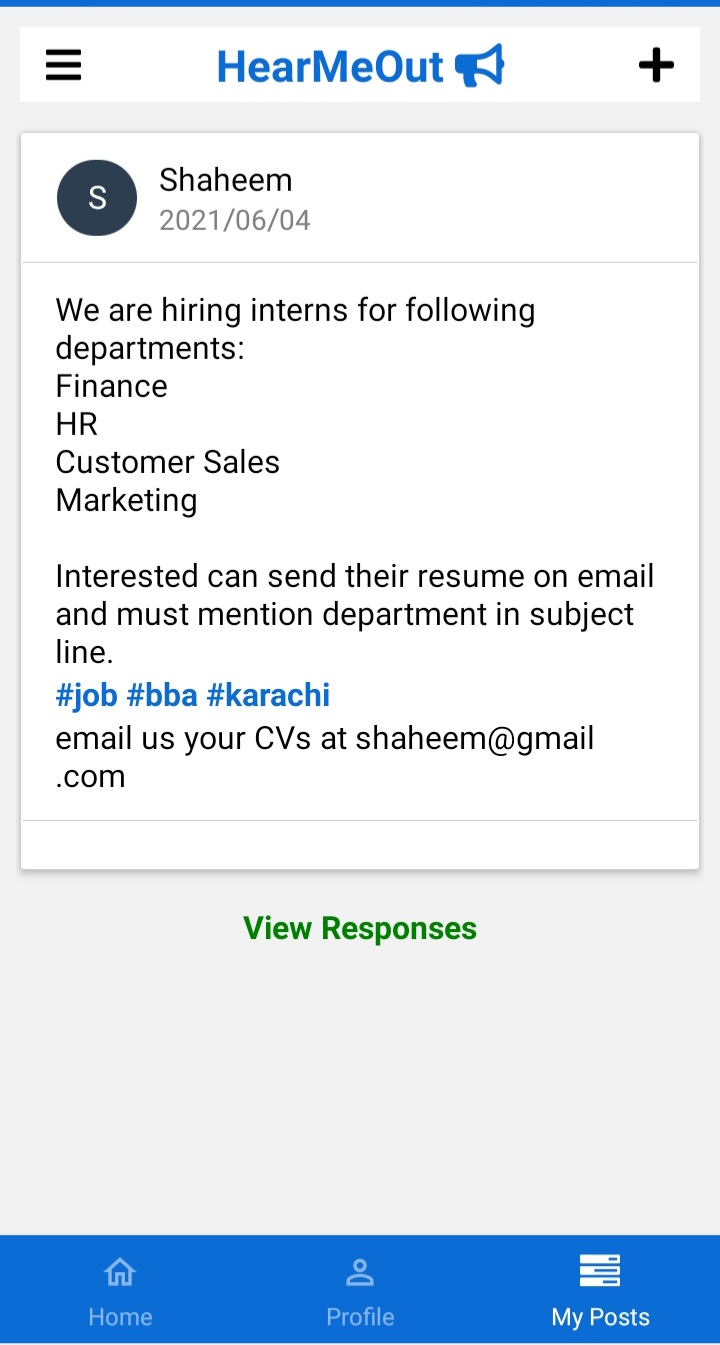 HearMeOut
S
Shaheem
2021/06/04
We are hiring interns for following
departments:
Finance
HR
Customer Sales
Marketing
Interested can send their resume on email
and must mention department in subject
line.
#job #bba #karachi
email us your CVs at shaheem@gmail
.com
View Responses
Home
Profile
My Posts